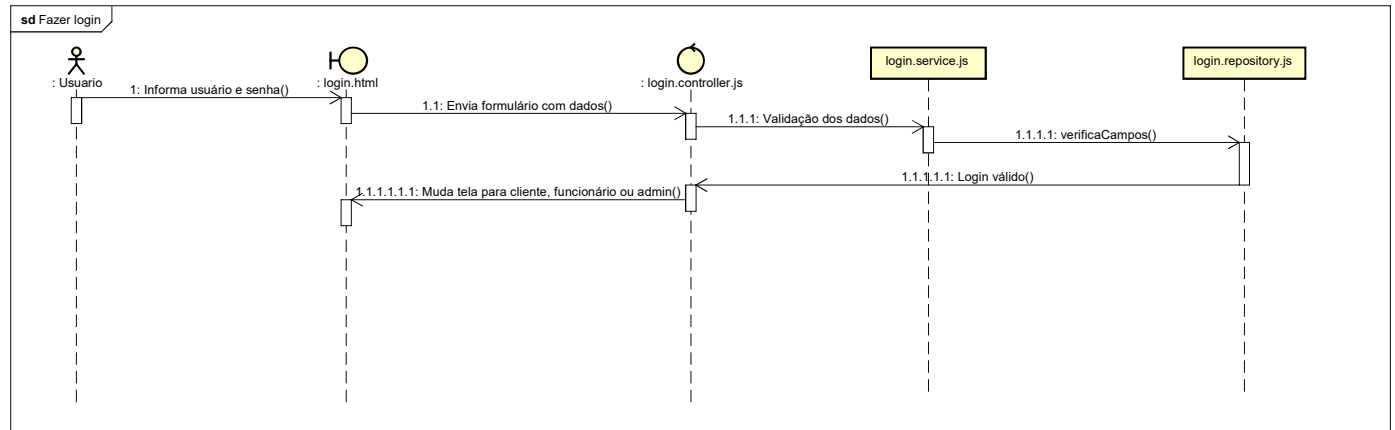 sd Fazer login
: Usuario
: login.html
: login.controller.js
login.service.js
login.repository.js
1: Informa usuário e senha()
1.1: Envia formulário com dados()
1.1.1: Validação dos dados()
1.1.1.1: verificaCampos()
1.1.1.1.1: Login válido()
1.1.1.1.1.1: Muda tela para cliente, funcionário ou admin()